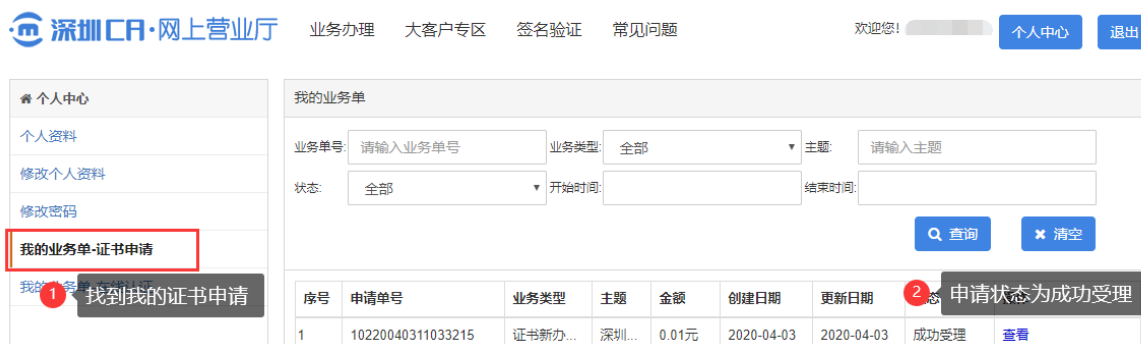 深圳CA·网上营业厅 业务办理 大客户专区 签名验证 常见问题 欢迎您! 个人中心 退出
个人中心
个人资料
修改个人资料
修改密码
我的业务单-证书申请
1 找到我的证书申请
我的业务单
业务单号: 请输入业务单号 业务类型: 全部 主题: 请输入主题
状态: 全部 开始时间: 结束时间:
查询 清空
2 申请状态为成功受理
序号 申请单号 业务类型 主题 金额 创建日期 更新日期
1 10220040311033215 证书新办... 深圳... 0.01元 2020-04-03 2020-04-03 成功受理 查看